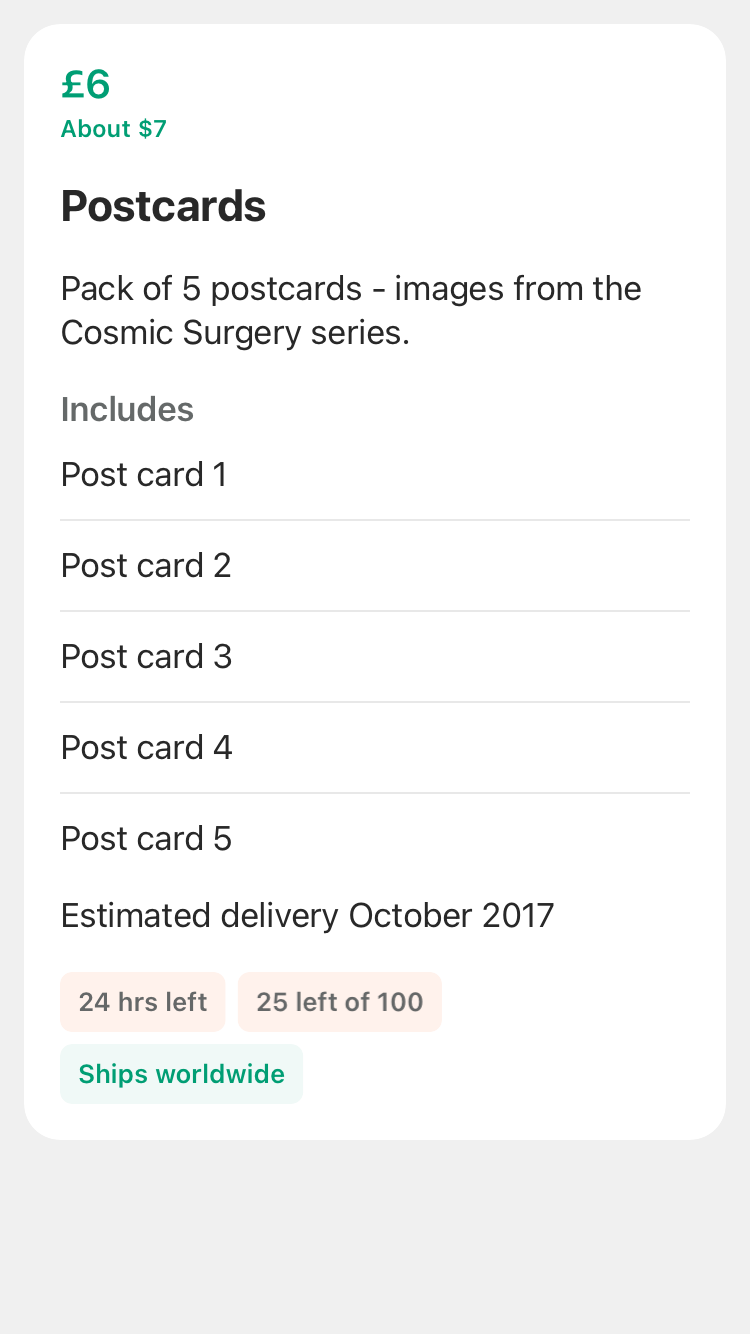 £6
About $7
Postcards
Pack of 5 postcards - images from the
Cosmic Surgery series.
Includes
Post card 1
Post card 2
Post card 3
Post card 4
Post card 5
Estimated delivery October 2017
24 hrs left
25 left of 100
Ships worldwide